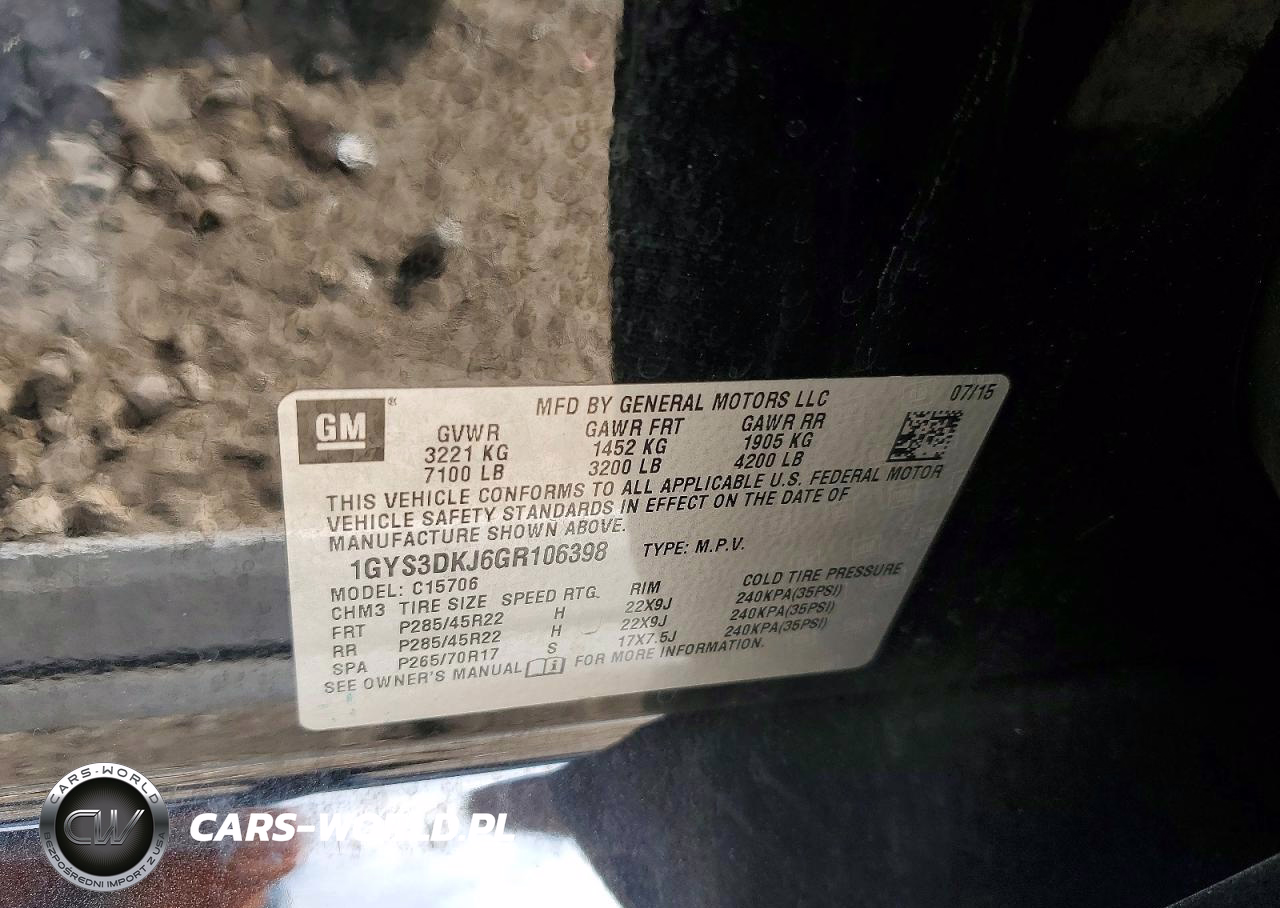 GM ®
MFD BY GENERAL MOTORS LLC
07/15
GVWR GAWR FRT GAWR RR
3221 KG 1452 KG 1905 KG
7100 LB 3200 LB 4200 LB
THIS VEHICLE CONFORMS TO ALL APPLICABLE U.S. FEDERAL MOTOR
VEHICLE SAFETY STANDARDS IN EFFECT ON THE DATE OF
MANUFACTURE SHOWN ABOVE.
1GYS3DKJ6GR106398 TYPE: M.P.V.
MODEL: C15706
CHM3 TIRE SIZE SPEED RTG. RIM COLD TIRE PRESSURE
FRT P285/45R22 H 22X9J 240KPA(35PSI)
RR P285/45R22 H 22X9J 240KPA(35PSI)
SPA P265/70R17 S 17X7.5J 240KPA(35PSI)
SEE OWNER'S MANUAL i FOR MORE INFORMATION.
CARS-WORLD
CW
BEZPOŚREDNI IMPORT Z USA
CARS-WORLD.PL